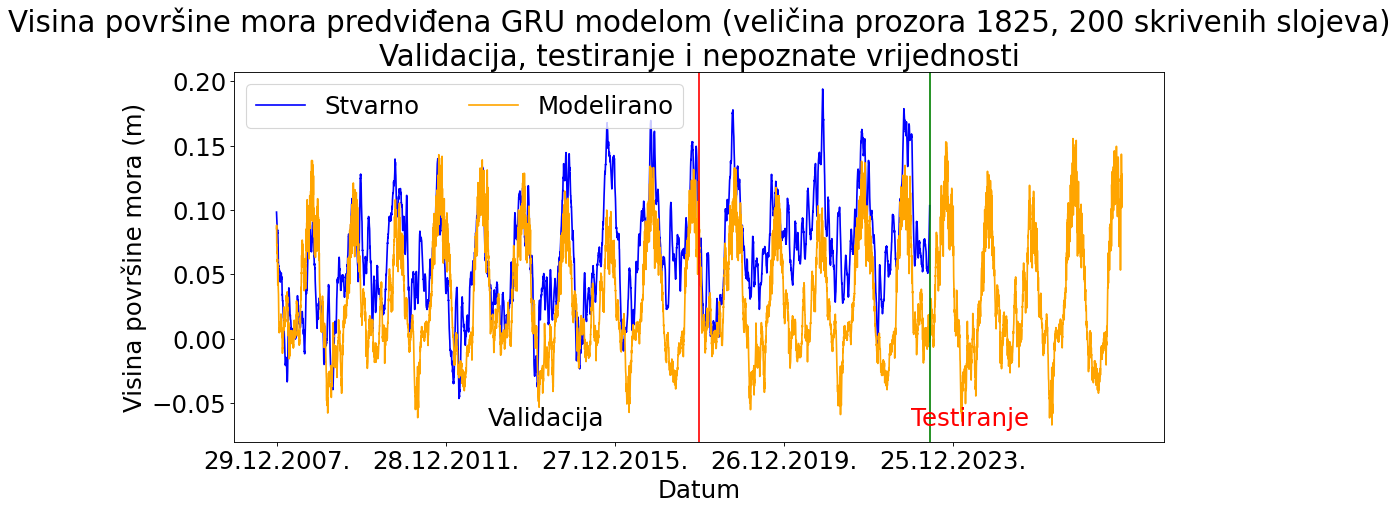 Visina površine mora predviđena GRU modelom (veličina prozora 1825, 200 skrivenih slojeva)
Validacija, testiranje i nepoznate vrijednosti
Stvarno
Modelirano
Visina površine mora (m)
0.20
0.15
0.10
0.05
0.00
−0.05
Validacija
Testiranje
29.12.2007.
28.12.2011.
27.12.2015.
26.12.2019.
25.12.2023.
Datum